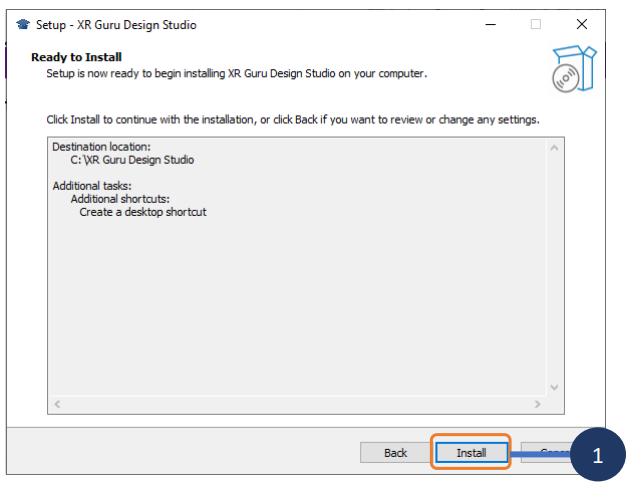 Setup - XR Guru Design Studio
Ready to Install
Setup is now ready to begin installing XR Guru Design Studio on your computer.
Click Install to continue with the installation, or click Back if you want to review or change any settings.
Destination location:
C:\XR Guru Design Studio
Additional tasks:
Additional shortcuts:
Create a desktop shortcut
Back Install
1